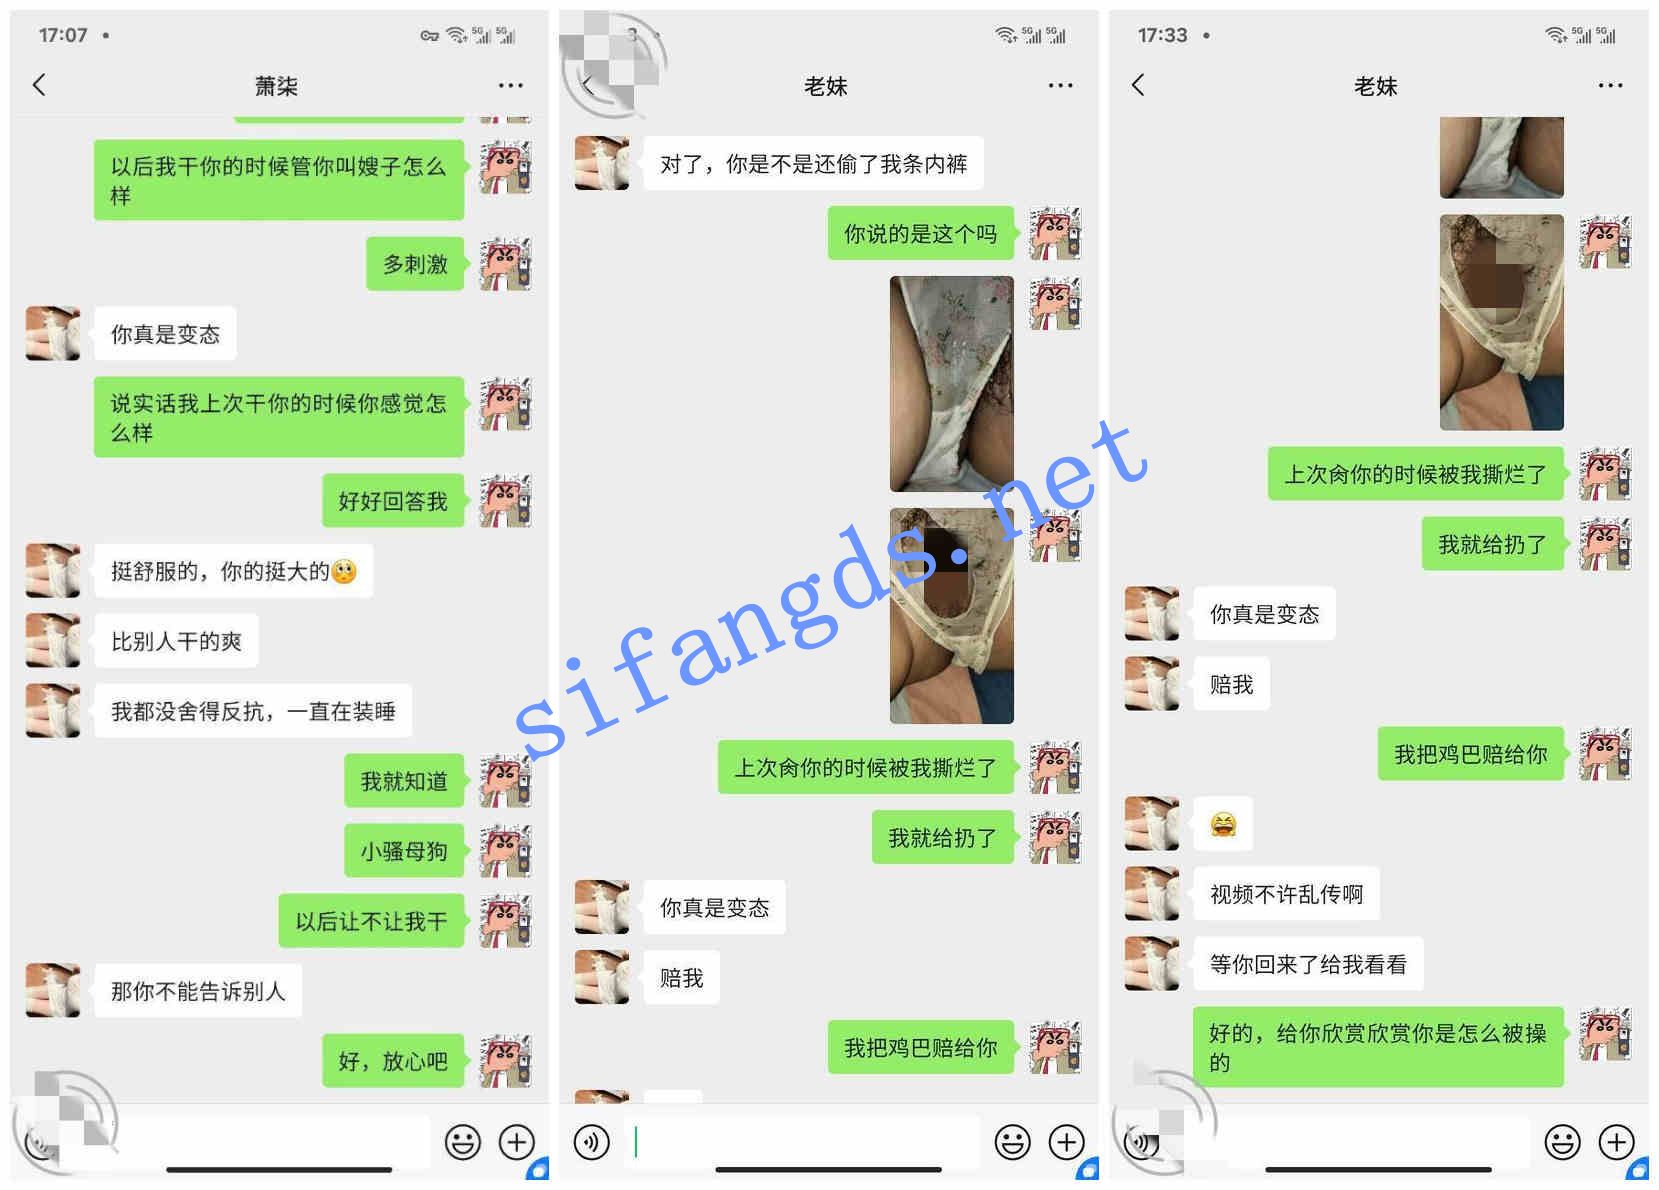 17:07
萧柒
以后我干你的时候管你叫嫂子怎么
样
多刺激
你真是变态
说实话我上次干你的时候你感觉怎
么样
好好回答我
挺舒服的，你的挺大的
比别人干的爽
我都没舍得反抗，一直在装睡
我就知道
小骚母狗
以后让不让我干
那你不能告诉别人
好，放心吧
老妹
对了，你是不是还偷了我条内裤
你说的是这个吗
上次肏你的时候被我撕烂了
我就给扔了
你真是变态
赔我
我把鸡巴赔给你
17:33
老妹
上次肏你的时候被我撕烂了
我就给扔了
你真是变态
赔我
我把鸡巴赔给你
视频不许乱传啊
等你回来了给我看看
好的，给你欣赏欣赏你是怎么被操
的
sifangds.net